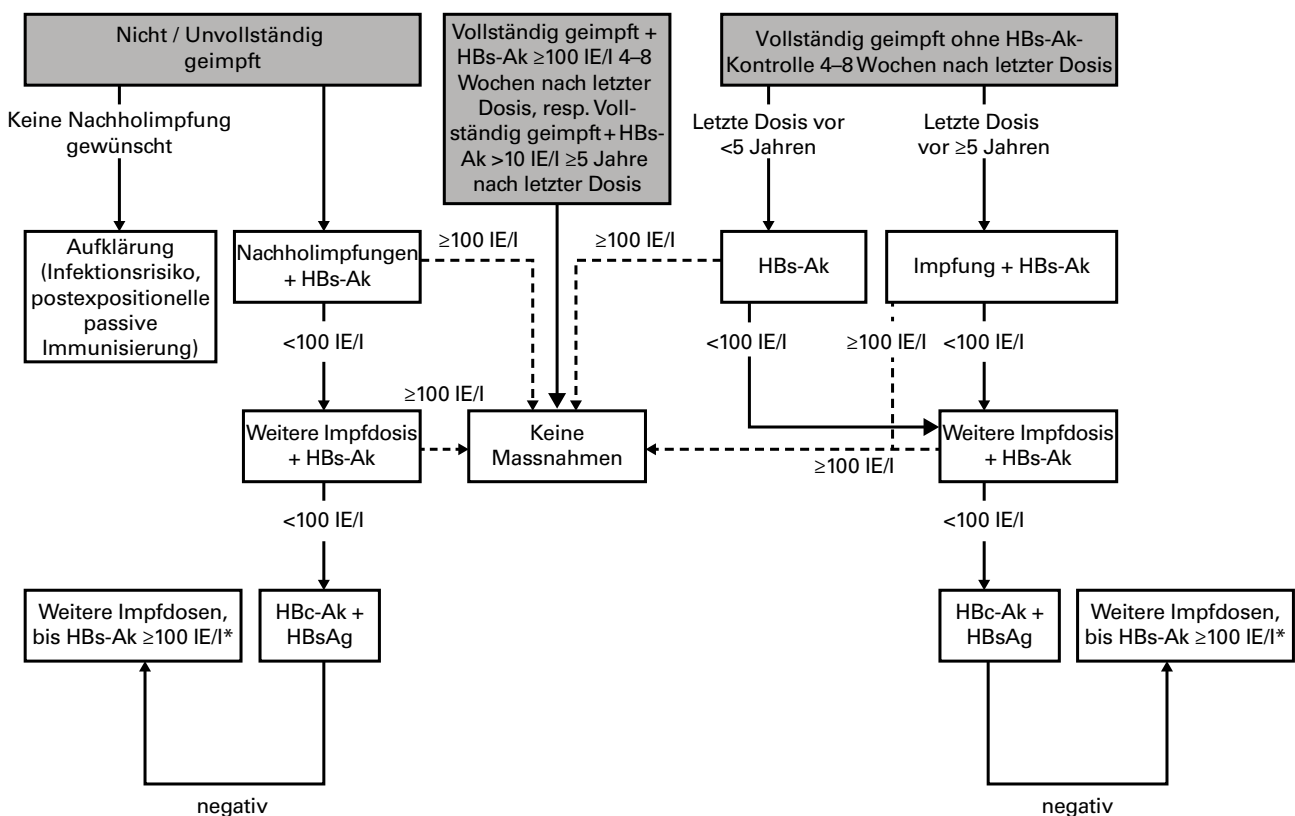 Nicht / Unvollständig
geimpft
Vollständig geimpft +
HBs-Ak ≥100 IE/l 4–8
Wochen nach letzter
Dosis, resp. Voll-
ständig geimpft + HBs-
Ak >10 IE/l ≥5 Jahre
nach letzter Dosis
Vollständig geimpft ohne HBs-Ak-
Kontrolle 4–8 Wochen nach letzter Dosis
Keine Nachholimpfung
gewünscht
Letzte Dosis vor
<5 Jahren
Letzte Dosis
vor ≥5 Jahren
Aufklärung
(Infektionsrisiko,
postexpositionelle
passive
Immunisierung)
Nachholimpfungen
+ HBs-Ak
≥100 IE/l
≥100 IE/l
HBs-Ak
Impfung + HBs-Ak
<100 IE/l
<100 IE/l
≥100 IE/l
<100 IE/l
≥100 IE/l
Weitere Impfdosis
+ HBs-Ak
Keine
Massnahmen
≥100 IE/l
Weitere Impfdosis
+ HBs-Ak
<100 IE/l
<100 IE/l
Weitere Impfdosen,
bis HBs-Ak ≥100 IE/l*
HBc-Ak +
HBsAg
HBc-Ak +
HBsAg
Weitere Impfdosen,
bis HBs-Ak ≥100 IE/l*
negativ
negativ